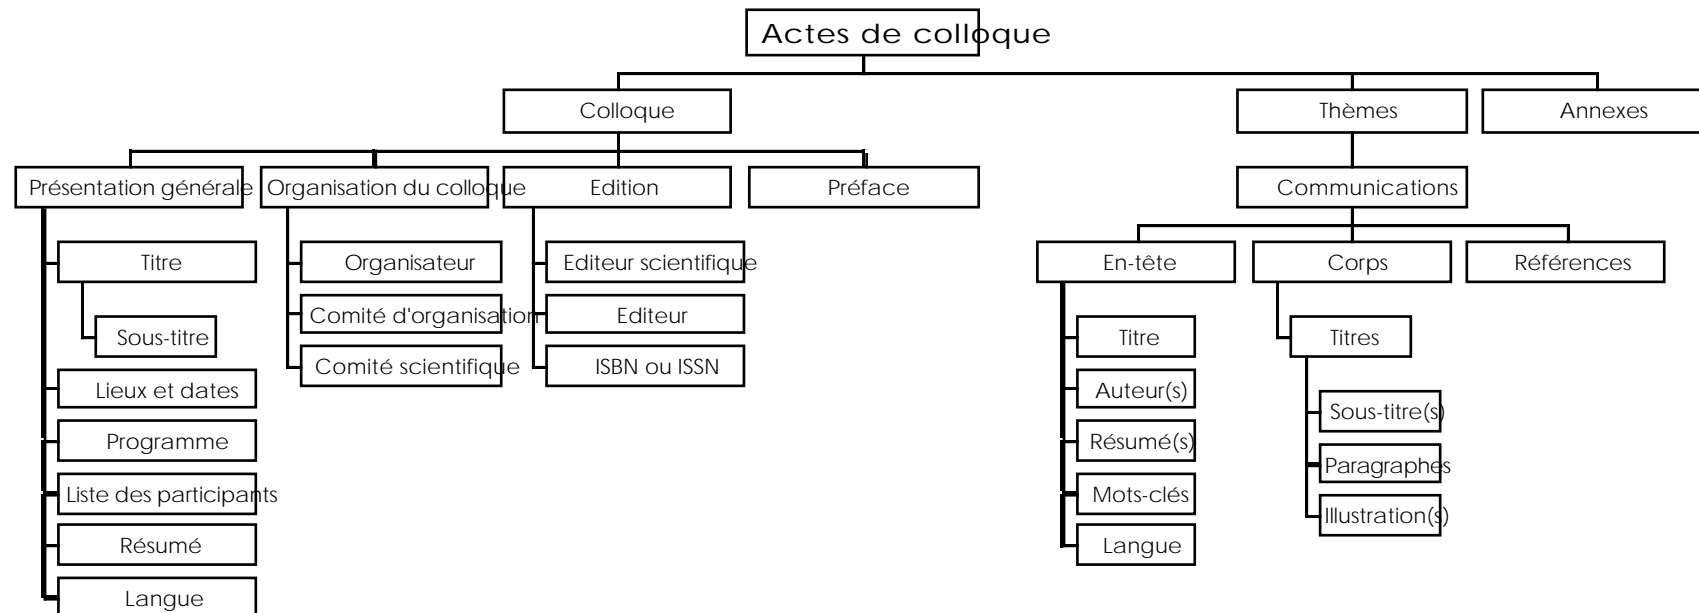 Actes de colloque
Colloque
Thèmes
Annexes
Présentation générale
Organisation du colloque
Edition
Préface
Communications
Titre
Organisateur
Editeur scientifique
En-tête
Corps
Références
Comité d'organisation
Editeur
Sous-titre
Titre
Titres
Comité scientifique
ISBN ou ISSN
Lieux et dates
Auteur(s)
Sous-titre(s)
Programme
Résumé(s)
Paragraphes
Liste des participants
Mots-clés
Illustration(s)
Résumé
Langue
Langue